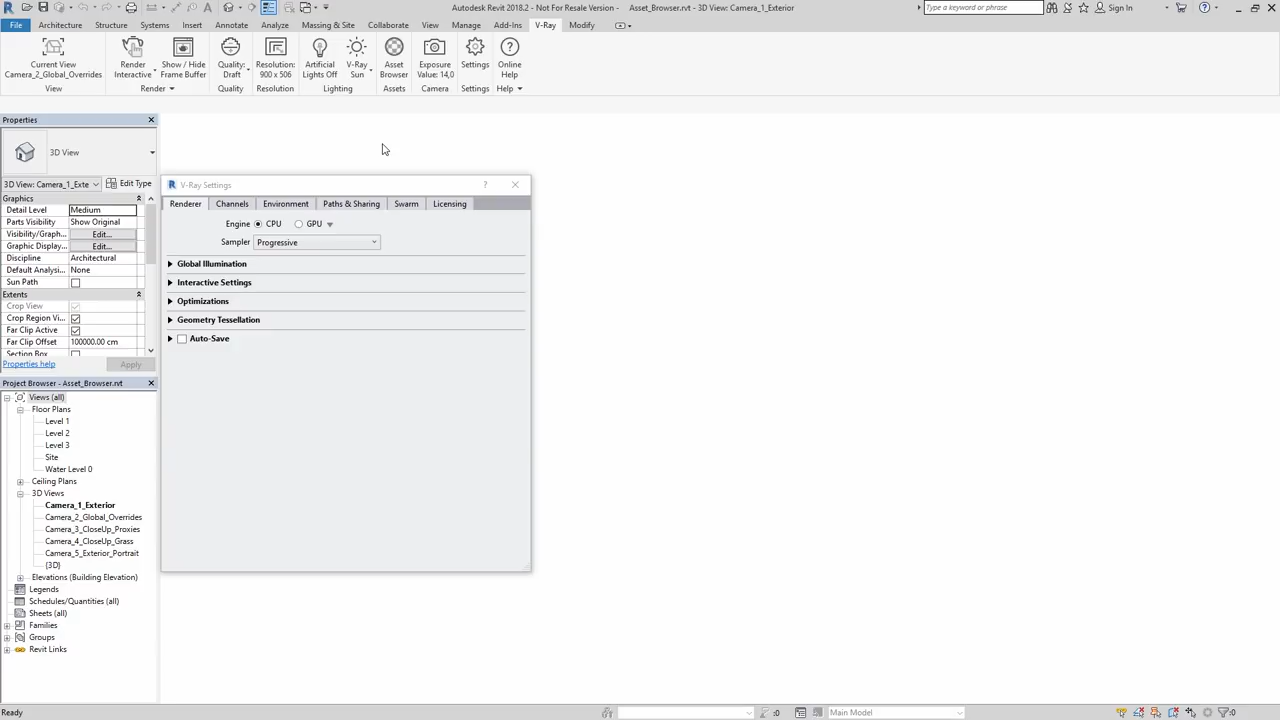 Autodesk Revit 2018.2 - Not For Resale Version - Asset_Browser.rvt - 3D View: Camera_1_Exterior
Type a keyword or phrase
Sign In
File Architecture Structure Systems Insert Annotate Analyze Massing & Site Collaborate View Manage Add-Ins V-Ray Modify
Current View
Camera_2_Global_Overrides
Render
Interactive
Show / Hide
Frame Buffer
Quality:
Draft
Resolution:
900 x 506
Artificial
Lights Off
V-Ray
Sun
Asset
Browser
Exposure
Value: 14,0
Settings
Online
Help
View Render Quality Resolution Lighting Assets Camera Settings Help
Properties
3D View
3D View: Camera_1_Exte
Edit Type
Graphics
Detail Level Medium
Parts Visibility Show Original
Visibility/Graph... Edit...
Graphic Display... Edit...
Discipline Architectural
Default Analysi... None
Sun Path
Extents
Crop View
Crop Region Vi...
Far Clip Active
Far Clip Offset 100000.00 cm
Section Box
Properties help
Apply
Project Browser - Asset_Browser.rvt
Views (all)
Floor Plans
Level 1
Level 2
Level 3
Site
Water Level 0
Ceiling Plans
3D Views
Camera_1_Exterior
Camera_2_Global_Overrides
Camera_3_CloseUp_Proxies
Camera_4_CloseUp_Grass
Camera_5_Exterior_Portrait
{3D}
Elevations (Building Elevation)
Legends
Schedules/Quantities (all)
Sheets (all)
Families
Groups
Revit Links
V-Ray Settings
Renderer Channels Environment Paths & Sharing Swarm Licensing
Engine CPU GPU
Sampler Progressive
Global Illumination
Interactive Settings
Optimizations
Geometry Tessellation
Auto-Save
Ready
:0
Main Model
:0